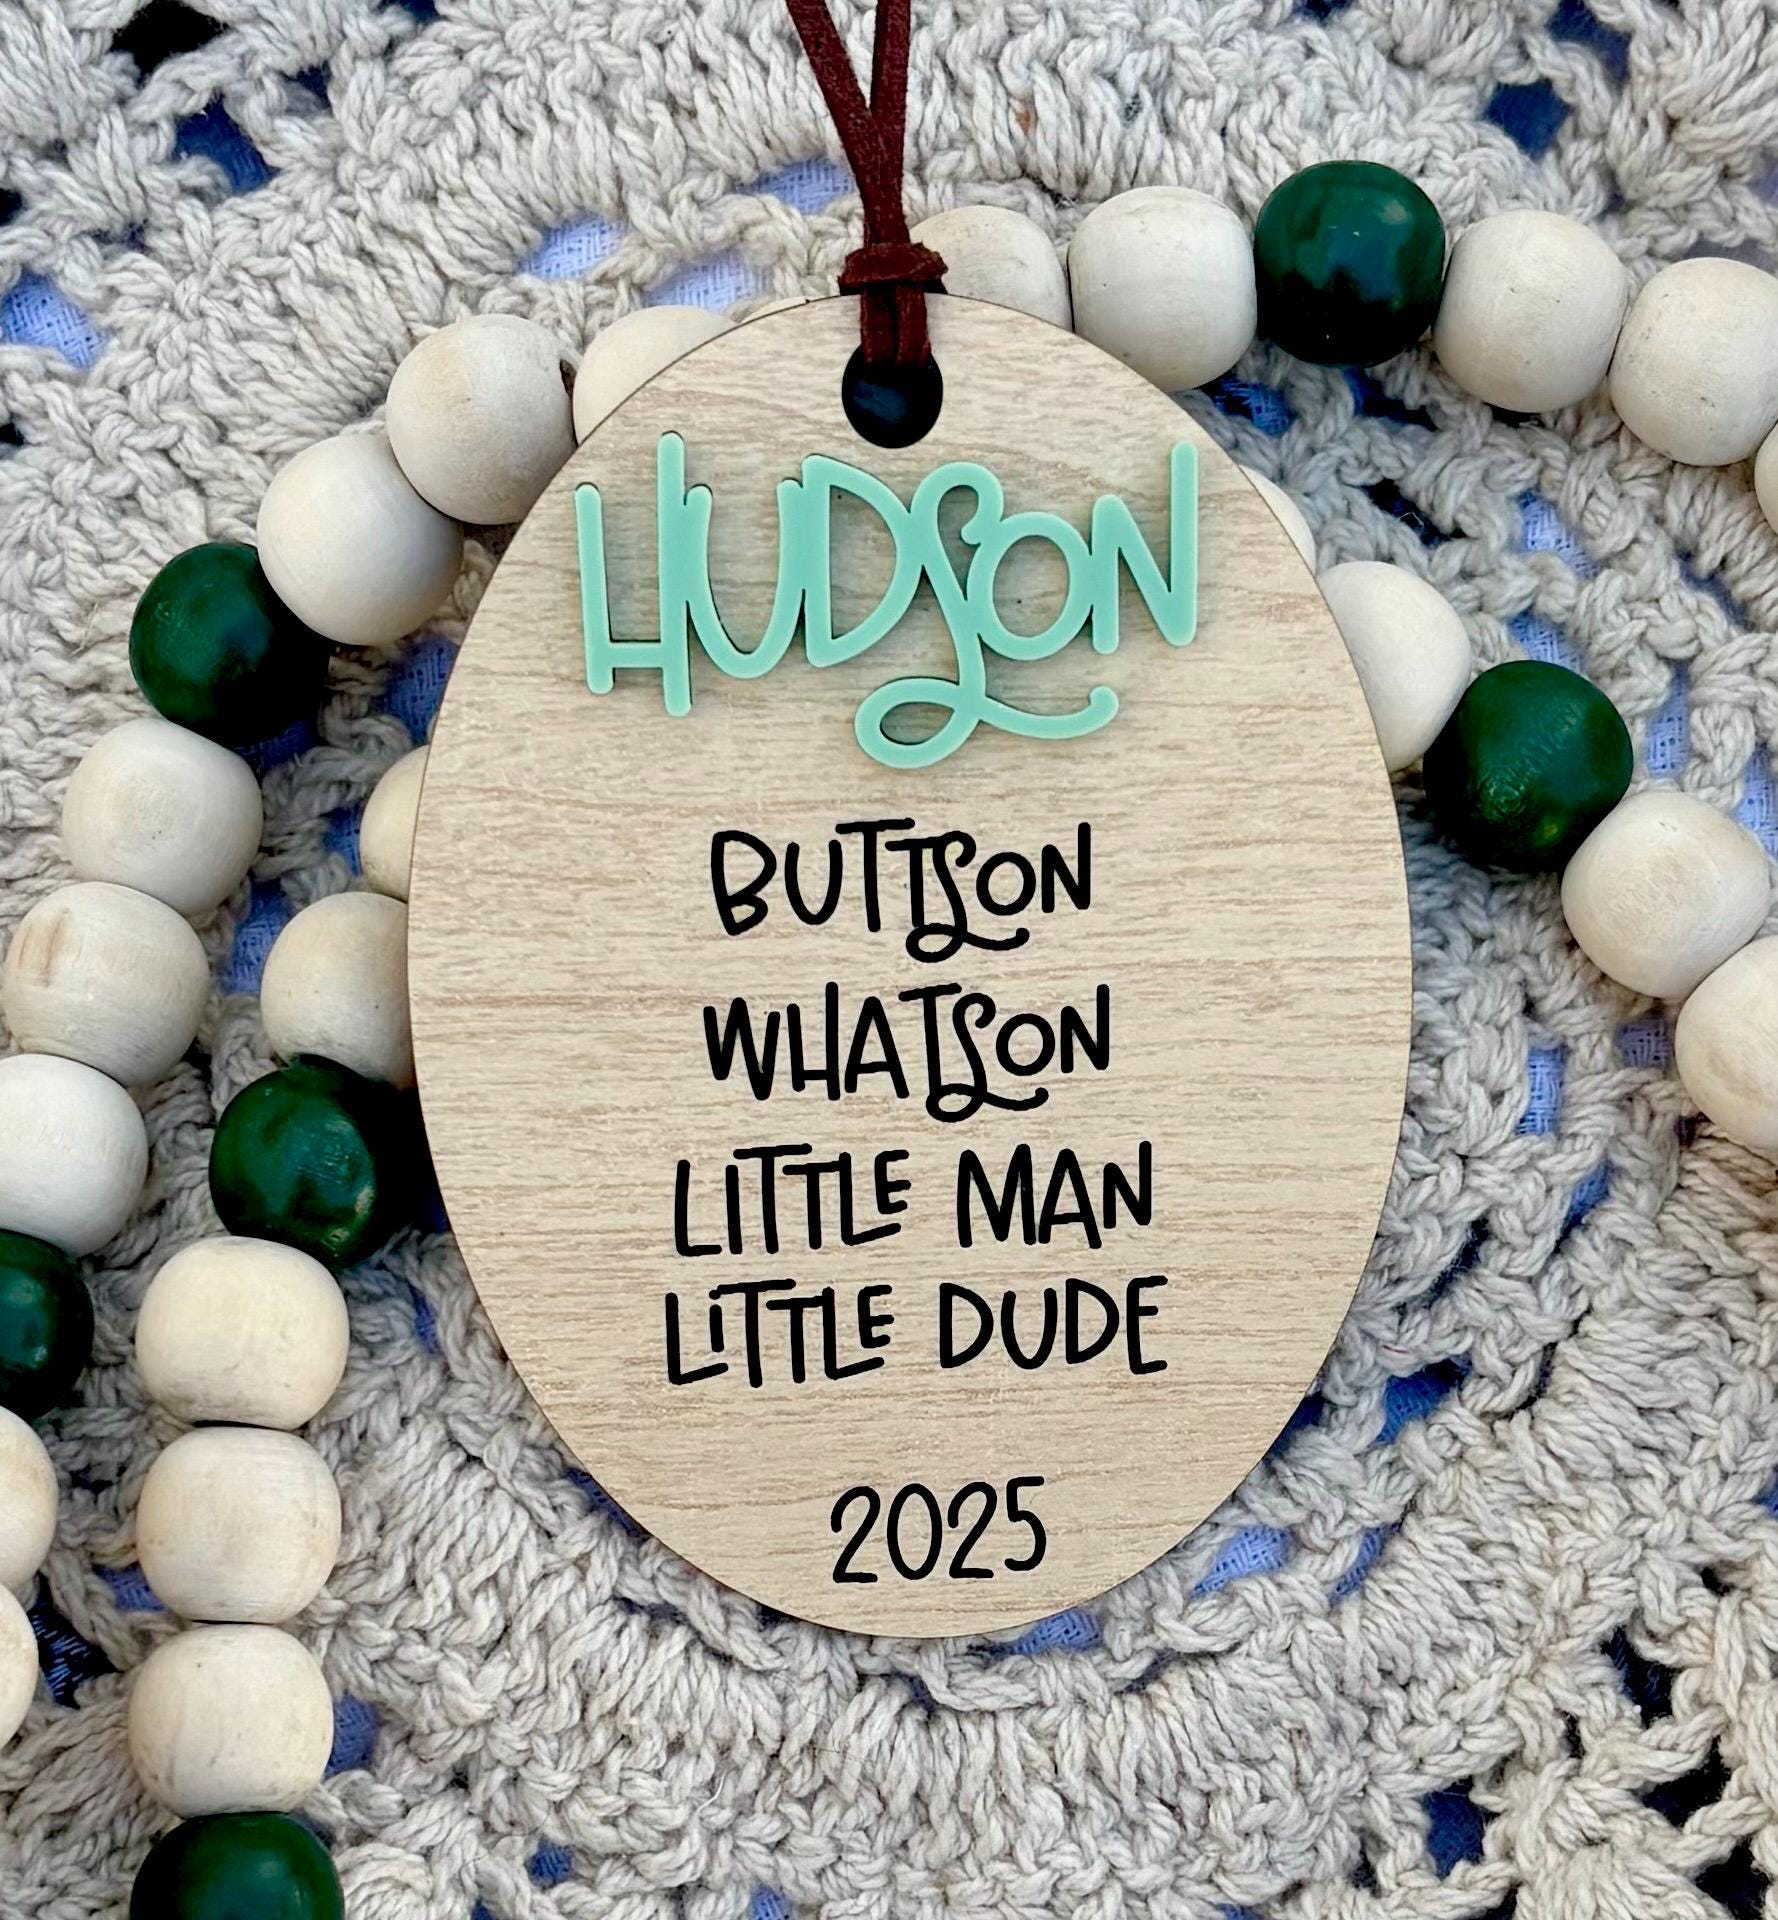 HUDSON
BUTTSON
WHATSON
LITTLE MAN
LITTLE DUDE
2025